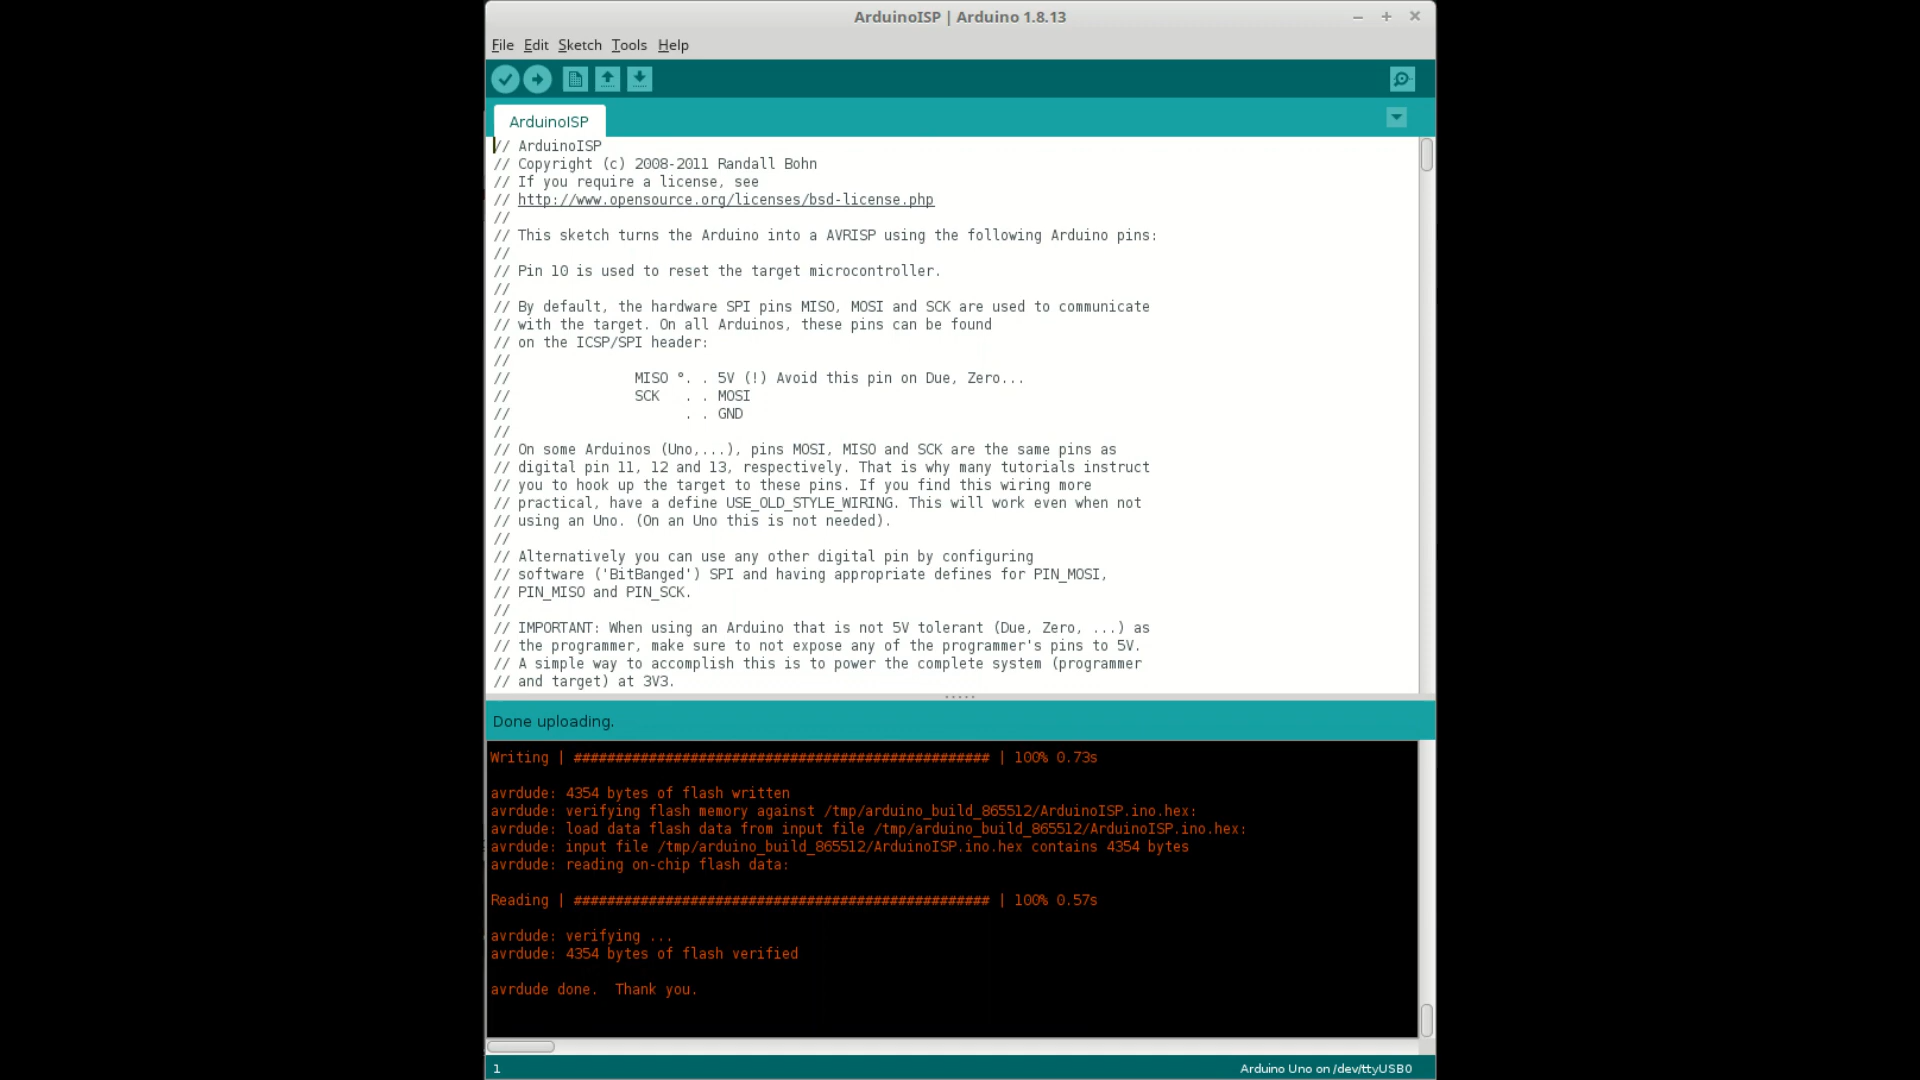 ArduinoISP | Arduino 1.8.13
File Edit Sketch Tools Help
ArduinoISP
// ArduinoISP
// Copyright (c) 2008-2011 Randall Bohn
// If you require a license, see
// http://www.opensource.org/licenses/bsd-license.php
//
// This sketch turns the Arduino into a AVRISP using the following Arduino pins:
//
// Pin 10 is used to reset the target microcontroller.
//
// By default, the hardware SPI pins MISO, MOSI and SCK are used to communicate
// with the target. On all Arduinos, these pins can be found
// on the ICSP/SPI header:
//
//               MISO °. . 5V (!) Avoid this pin on Due, Zero...
//               SCK   . . MOSI
//                     . . GND
//
// On some Arduinos (Uno,...), pins MOSI, MISO and SCK are the same pins as
// digital pin 11, 12 and 13, respectively. That is why many tutorials instruct
// you to hook up the target to these pins. If you find this wiring more
// practical, have a define USE_OLD_STYLE_WIRING. This will work even when not
// using an Uno. (On an Uno this is not needed).
//
// Alternatively you can use any other digital pin by configuring
// software ('BitBanged') SPI and having appropriate defines for PIN_MOSI,
// PIN_MISO and PIN_SCK.
//
// IMPORTANT: When using an Arduino that is not 5V tolerant (Due, Zero, ...) as
// the programmer, make sure to not expose any of the programmer's pins to 5V.
// A simple way to accomplish this is to power the complete system (programmer
// and target) at 3V3.
Done uploading.
Writing | ################################################## | 100% 0.73s
avrdude: 4354 bytes of flash written
avrdude: verifying flash memory against /tmp/arduino_build_865512/ArduinoISP.ino.hex:
avrdude: load data flash data from input file /tmp/arduino_build_865512/ArduinoISP.ino.hex:
avrdude: input file /tmp/arduino_build_865512/ArduinoISP.ino.hex contains 4354 bytes
avrdude: reading on-chip flash data:
Reading | ################################################## | 100% 0.57s
avrdude: verifying ...
avrdude: 4354 bytes of flash verified
avrdude done.  Thank you.
1 Arduino Uno on /dev/ttyUSB0